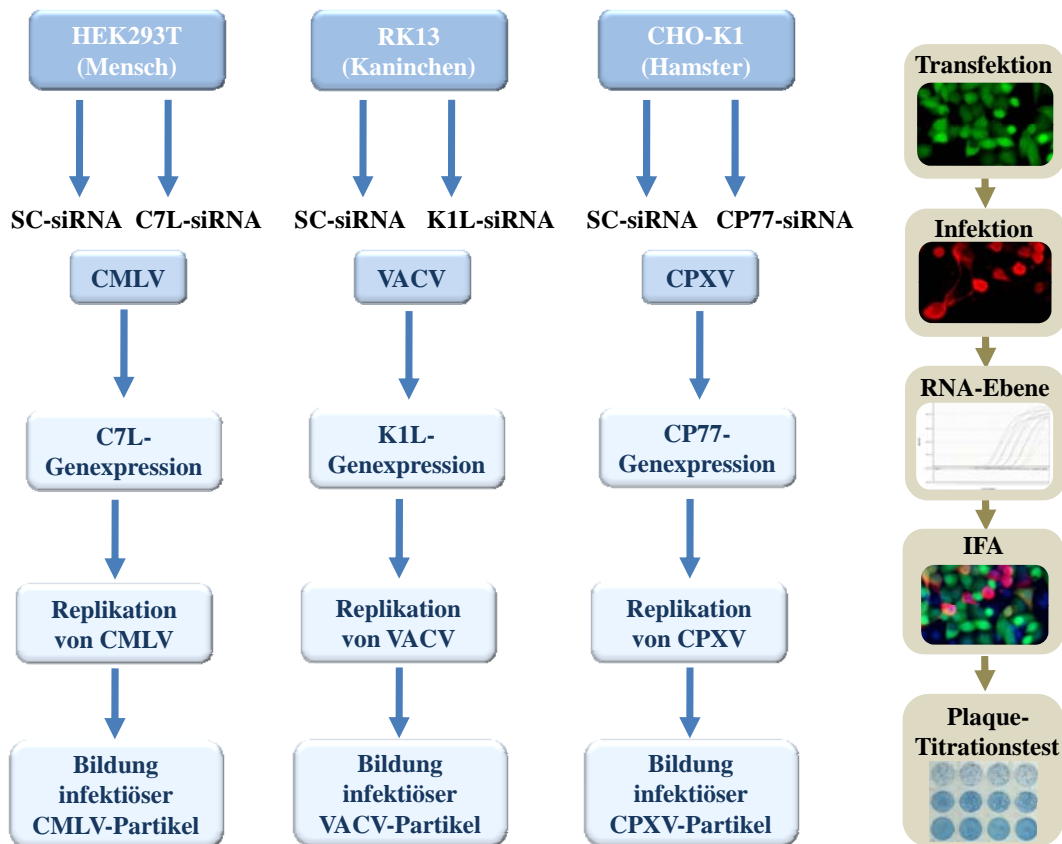 HEK293T
(Mensch)
SC-siRNA C7L-siRNA
CMLV
C7L-
Genexpression
Replikation
von CMLV
Bildung
infektiöser
CMLV-Partikel
RK13
(Kaninchen)
SC-siRNA K1L-siRNA
VACV
K1L-
Genexpression
Replikation
von VACV
Bildung
infektiöser
VACV-Partikel
CHO-K1
(Hamster)
SC-siRNA CP77-siRNA
CPXV
CP77-
Genexpression
Replikation
von CPXV
Bildung
infektiöser
CPXV-Partikel
Transfektion
Infektion
RNA-Ebene
IFA
Plaque-
Titrationstest